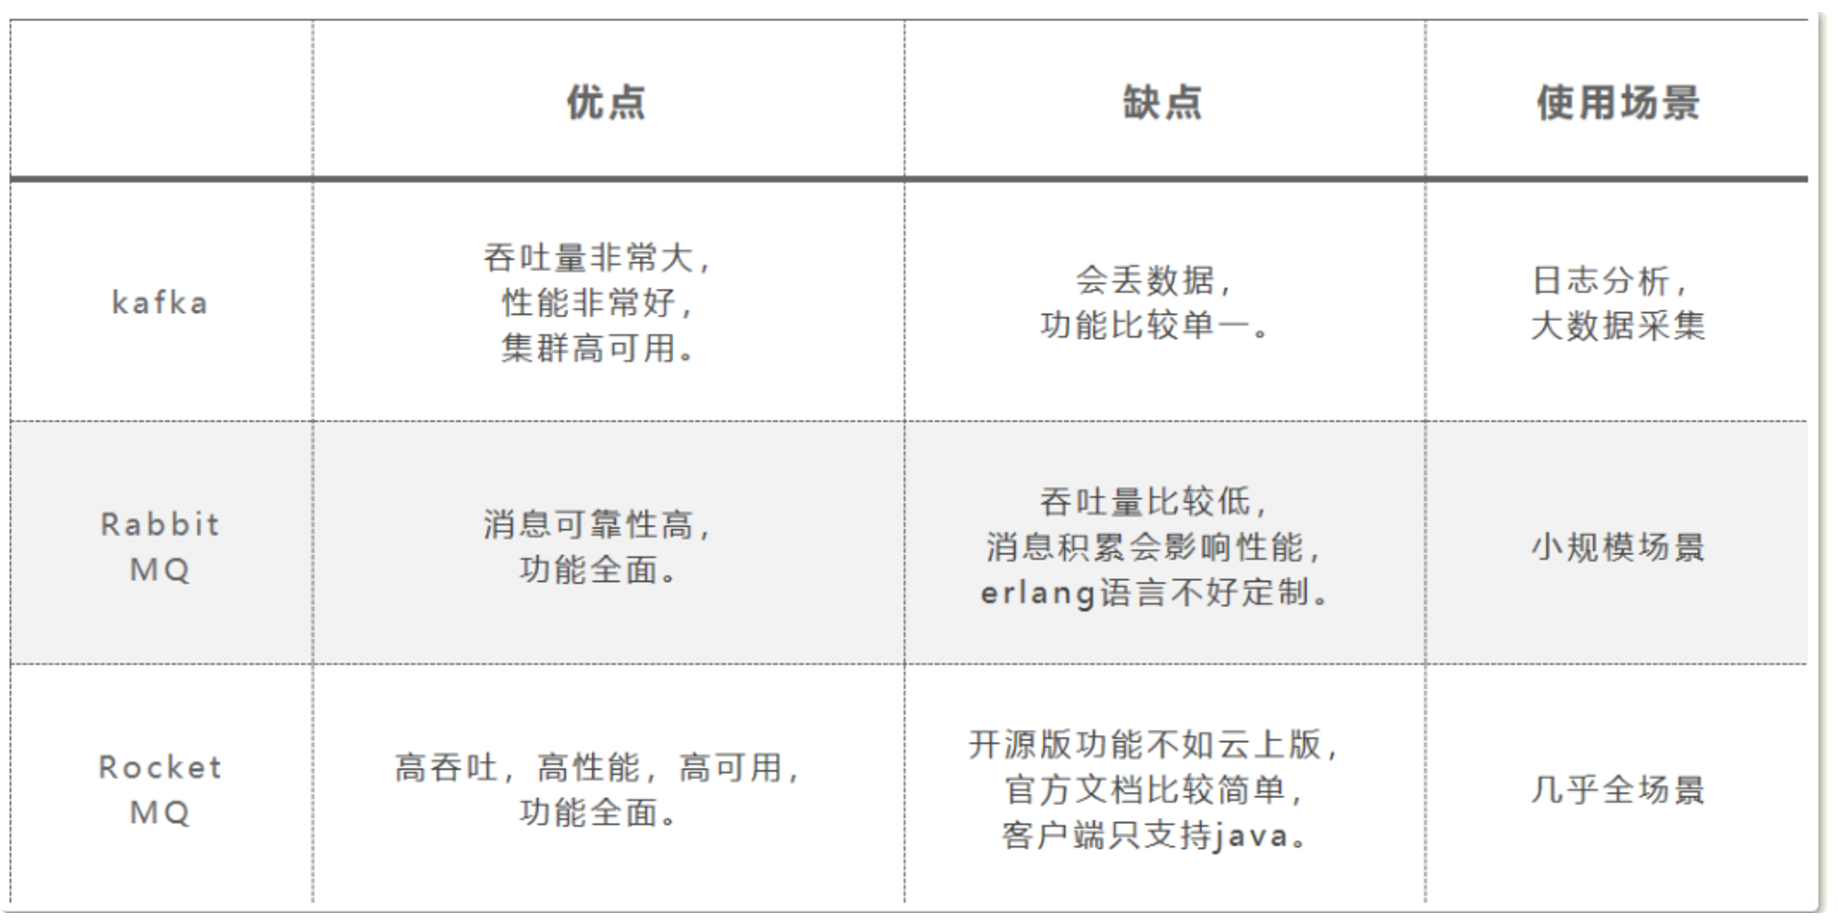 优点
缺点
使用场景
kafka
吞吐量非常大，
性能非常好，
集群高可用。
会丢数据，
功能比较单一。
日志分析，
大数据采集
Rabbit
MQ
消息可靠性高，
功能全面。
吞吐量比较低，
消息积累会影响性能，
erlang语言不好定制。
小规模场景
Rocket
MQ
高吞吐，高性能，高可用，
功能全面。
开源版功能不如云上版，
官方文档比较简单，
客户端只支持java。
几乎全场景